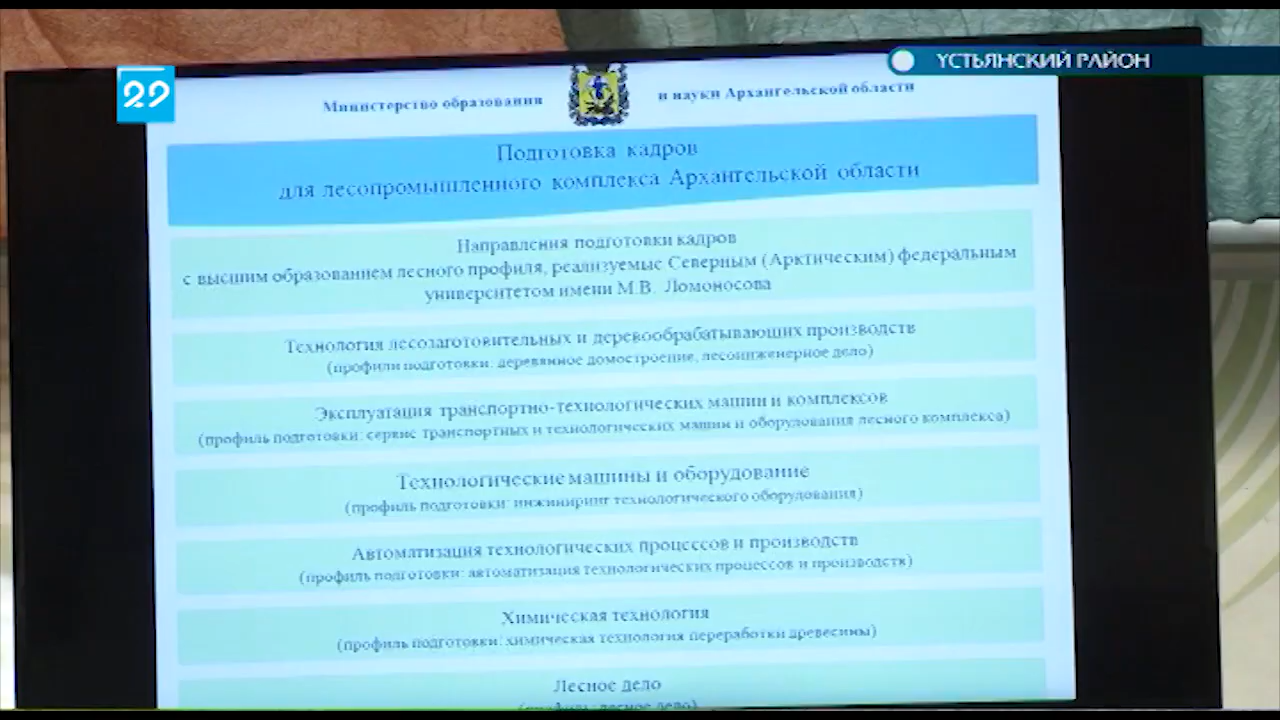 УСТЬЯНСКИЙ РАЙОН
29
Министерство образования и науки Архангельской области
Подготовка кадров
для лесопромышленного комплекса Архангельской области
Направления подготовки кадров
с высшим образованием лесного профиля, реализуемые Северным (Арктическим) федеральным
университетом имени М.В. Ломоносова
Технология лесозаготовительных и деревообрабатывающих производств
(профили подготовки: деревянное домостроение, лесоинженерное дело)
Эксплуатация транспортно-технологических машин и комплексов
(профиль подготовки: сервис транспортных и технологических машин и оборудования лесного комплекса)
Технологические машины и оборудование
(профиль подготовки: инжиниринг технологического оборудования)
Автоматизация технологических процессов и производств
(профиль подготовки: автоматизация технологических процессов и производств)
Химическая технология
(профиль подготовки: химическая технология переработки древесины)
Лесное дело
(профиль: лесное дело)